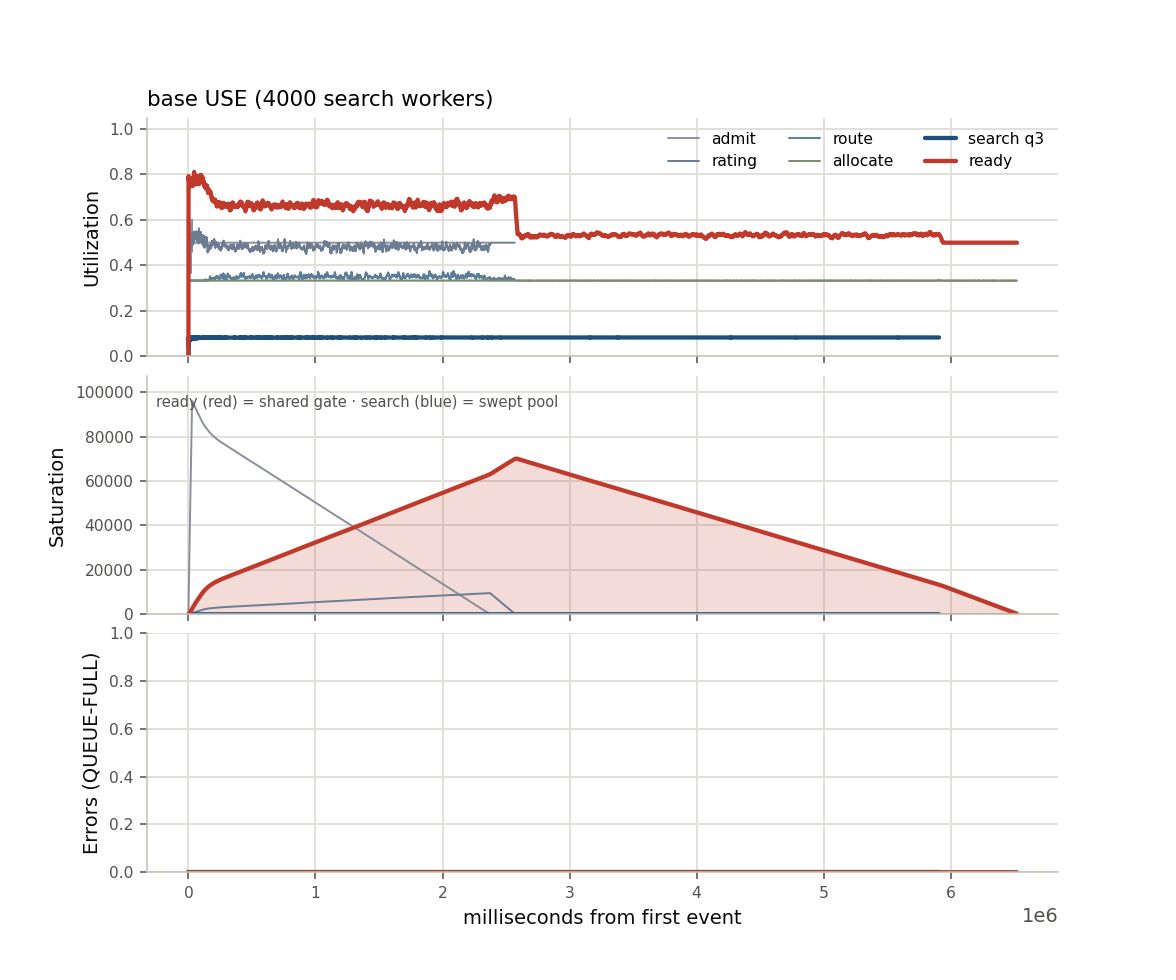 base USE (4000 search workers)
1.0
0.8
0.6
0.4
0.2
0.0
Utilization
admit
rating
route
allocate
search q3
ready
100000
80000
60000
40000
20000
0
Saturation
ready (red) = shared gate · search (blue) = swept pool
1.0
0.8
0.6
0.4
0.2
0.0
Errors (QUEUE-FULL)
0 1 2 3 4 5 6
1e6
milliseconds from first event